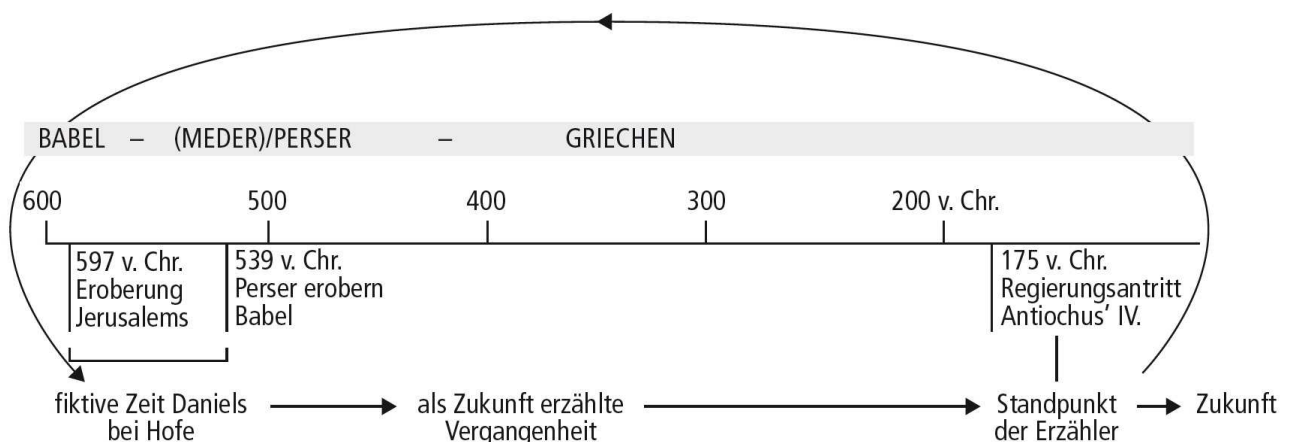 BABEL – (MEDER)/PERSER – GRIECHEN
600 500 400 300 200 v. Chr.
597 v. Chr.
Eroberung
Jerusalems
539 v. Chr.
Perser erobern
Babel
175 v. Chr.
Regierungsantritt
Antiochus’ IV.
fiktive Zeit Daniels
bei Hofe
als Zukunft erzählte
Vergangenheit
Standpunkt
der Erzähler
Zukunft